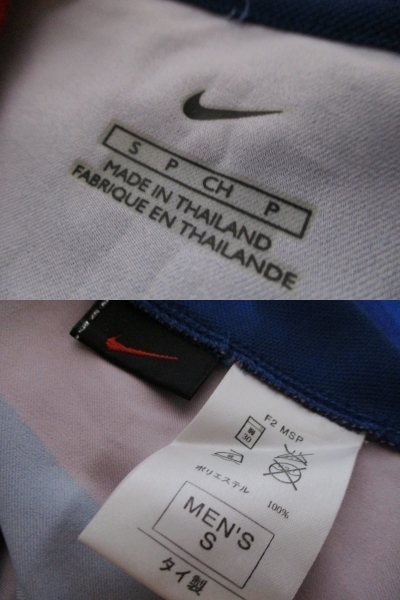 S P CH P
MADE IN THAILAND
FABRIQUE EN THAILANDE
F2 MSP
30
ポリエステル 100%
MEN'S
S
タイ製